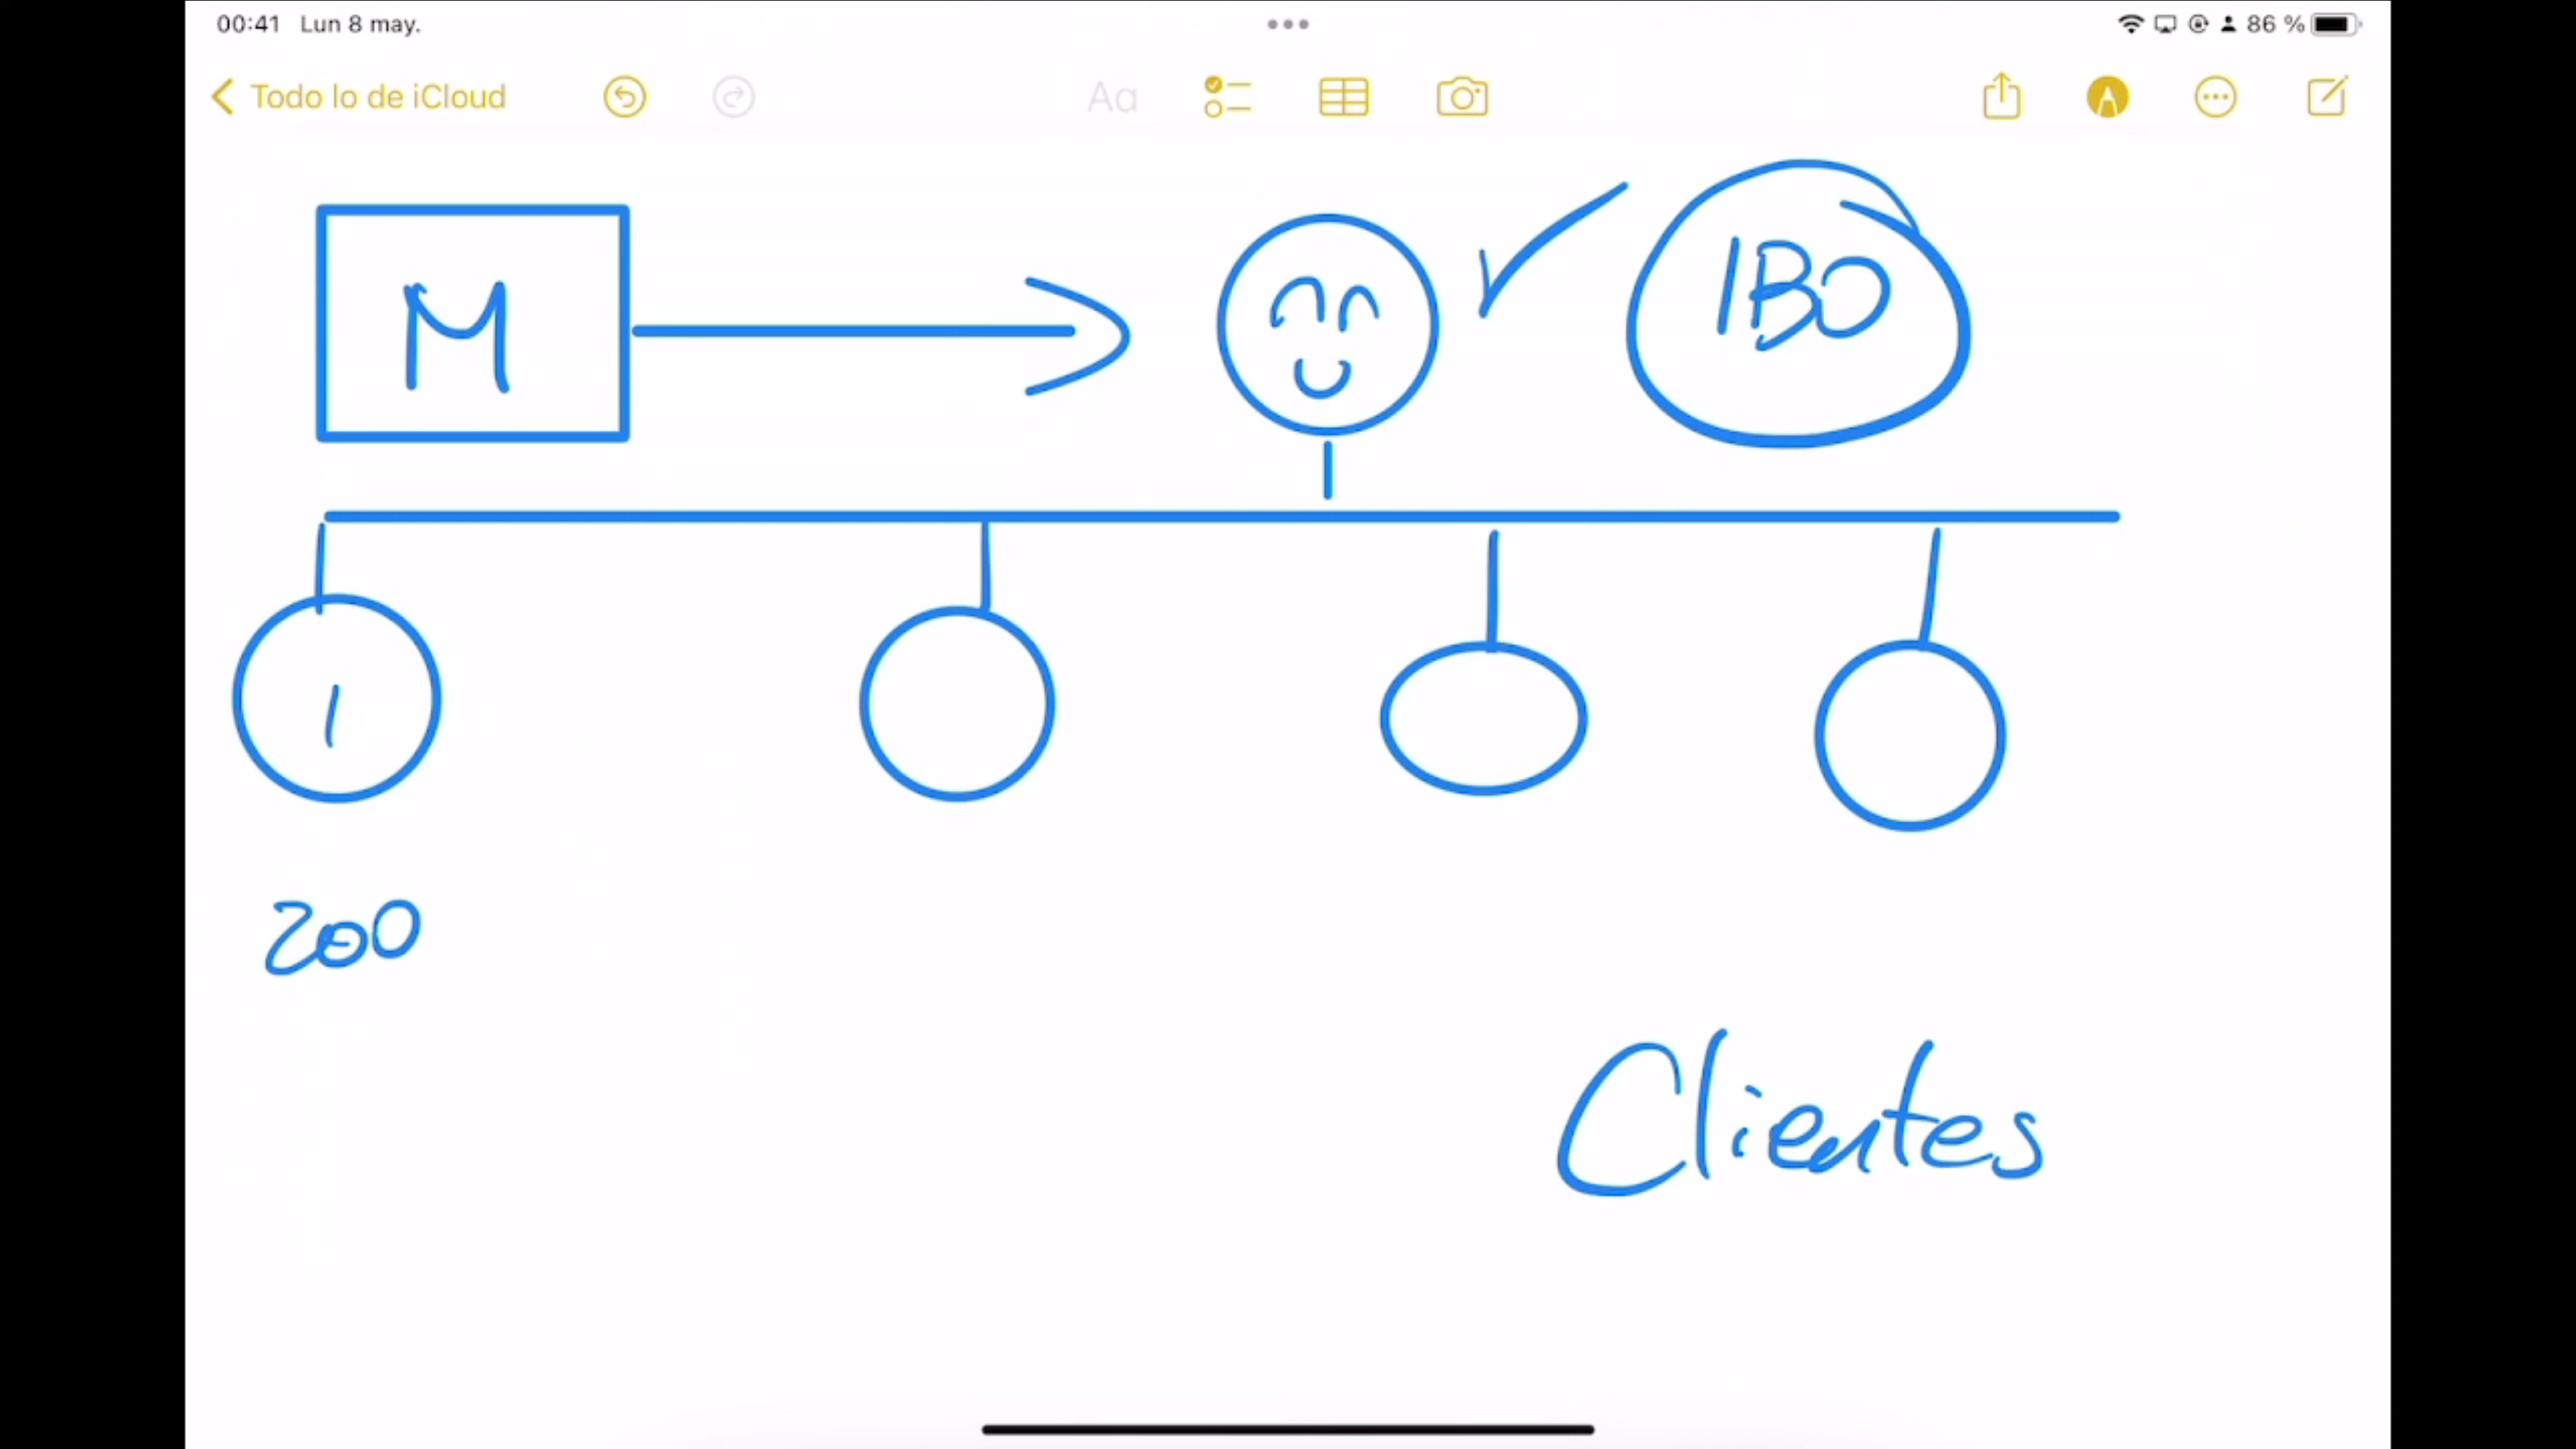 00:41 Lun 8 may.
86 %
Todo lo de iCloud
Aa
M
IBO
1
200
Clientes